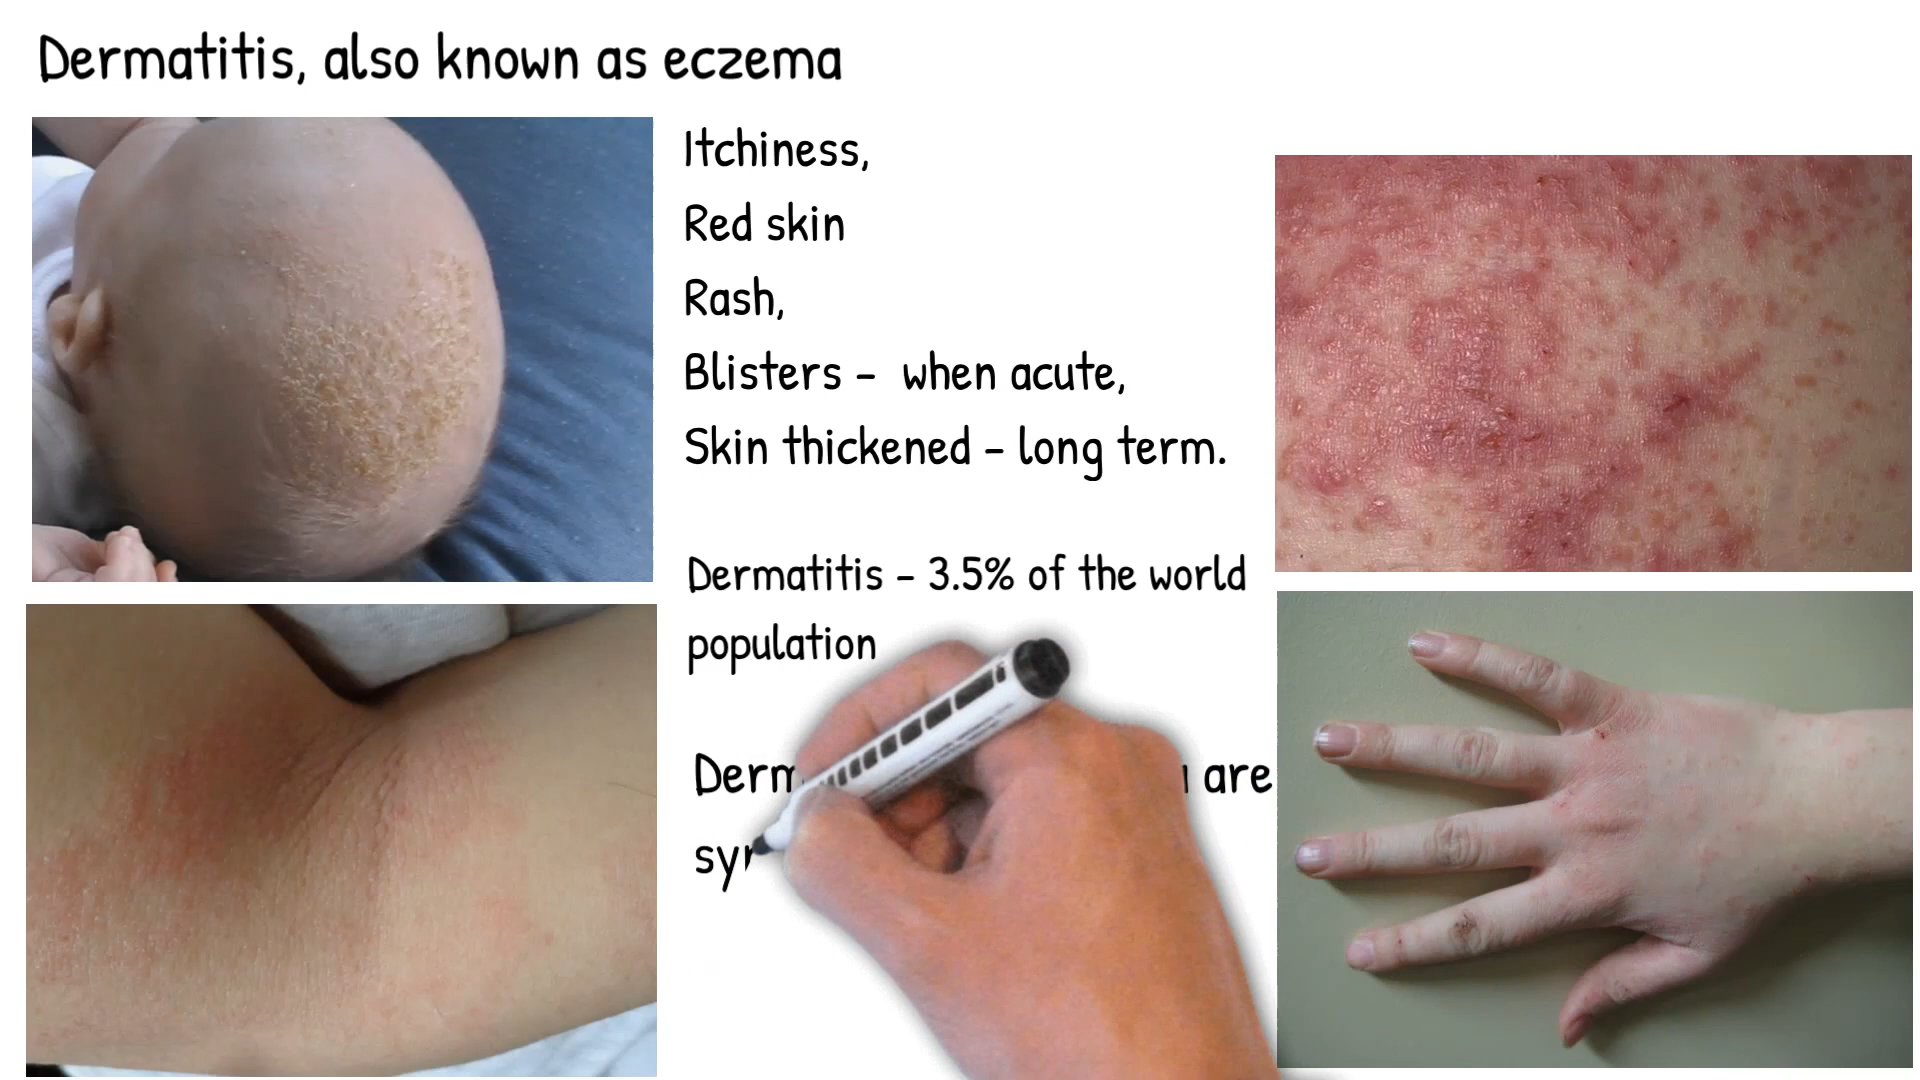 Dermatitis, also known as eczema
Itchiness,
Red skin
Rash,
Blisters - when acute,
Skin thickened - long term.
Dermatitis - 3.5% of the world
population
are